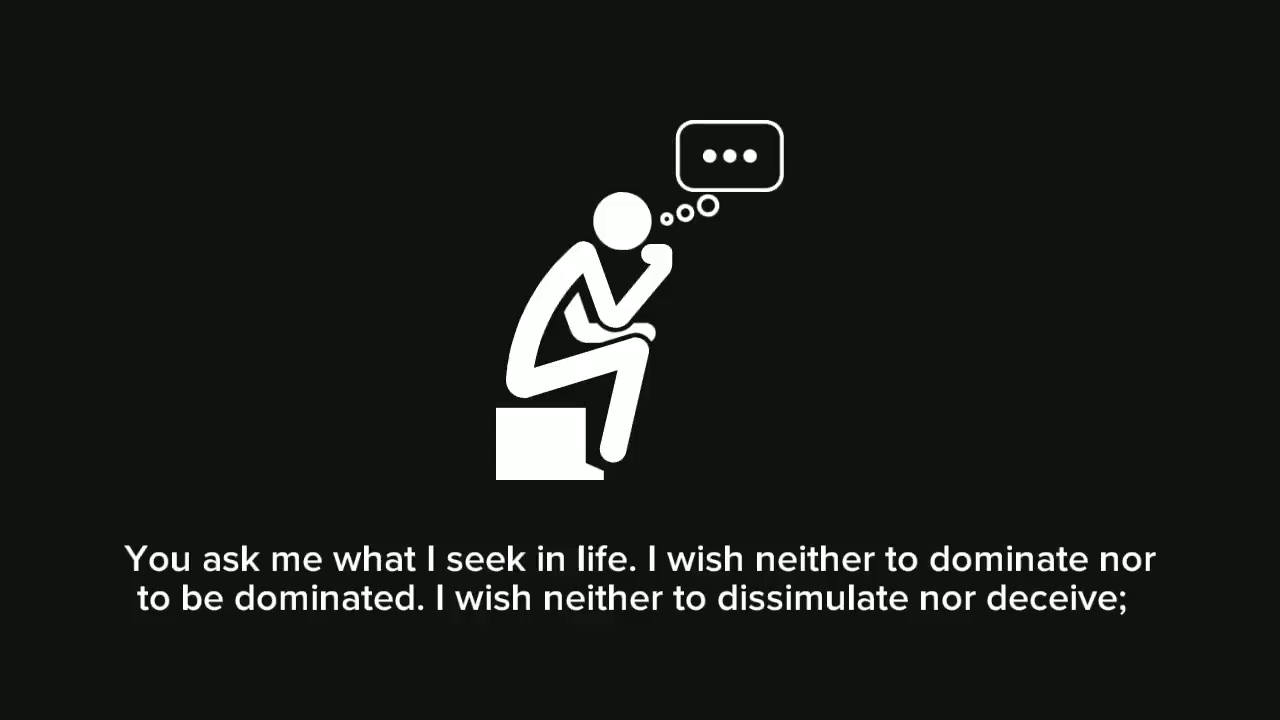 You ask me what I seek in life. I wish neither to dominate nor
to be dominated. I wish neither to dissimulate nor deceive;